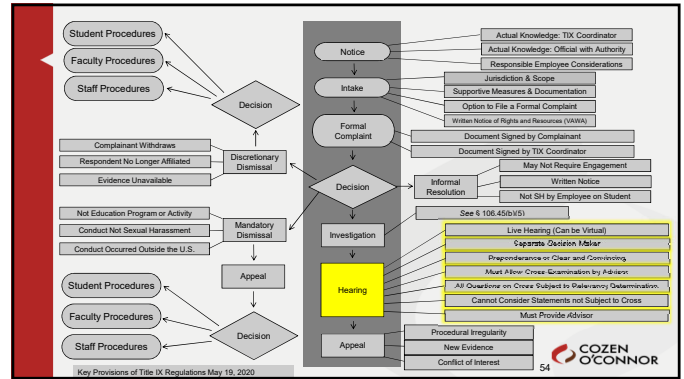 Student Procedures
Faculty Procedures
Staff Procedures
Decision
Complainant Withdraws
Respondent No Longer Affiliated
Evidence Unavailable
Discretionary
Dismissal
Not Education Program or Activity
Conduct Not Sexual Harassment
Conduct Occurred Outside the U.S.
Mandatory
Dismissal
Appeal
Student Procedures
Faculty Procedures
Staff Procedures
Decision
Key Provisions of Title IX Regulations May 19, 2020
Notice
Actual Knowledge: TIX Coordinator
Actual Knowledge: Official with Authority
Responsible Employee Considerations
Intake
Jurisdiction & Scope
Supportive Measures & Documentation
Option to File a Formal Complaint
Written Notice of Rights and Resources (VAWA)
Formal
Complaint
Document Signed by Complainant
Document Signed by TIX Coordinator
Decision
Informal
Resolution
May Not Require Engagement
Written Notice
Not SH by Employee on Student
Investigation
See § 106.45(b)(5)
Hearing
Live Hearing (Can be Virtual)
Separate Decision Maker
Preponderance or Clear and Convincing
Must Allow Cross-Examination by Advisor
All Questions on Cross Subject to Relevancy Determination
Cannot Consider Statements not Subject to Cross
Must Provide Advisor
Appeal
Procedural Irregularity
New Evidence
Conflict of Interest
54
COZEN
O'CONNOR